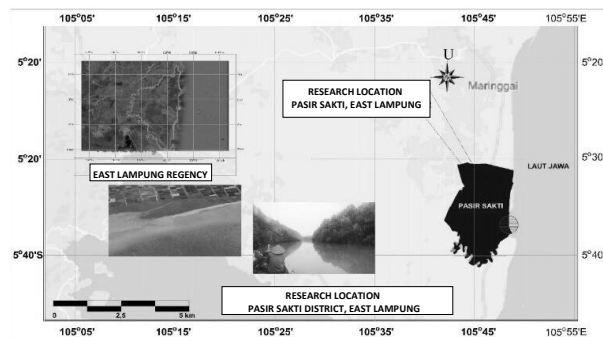 105°05' 105°15' 105°25' 105°35' 105°45' 105°55'E
5°20' 5°20'
U
Maringgai
RESEARCH LOCATION
PASIR SAKTI, EAST LAMPUNG
5°20' 5°30'
LAUT JAWA
EAST LAMPUNG REGENCY
PASIR SAKTI
5°40'S 5°40'
RESEARCH LOCATION
PASIR SAKTI DISTRICT, EAST LAMPUNG
0 2,5 5 km
105°05' 105°15' 105°25' 105°35' 105°45' 105°55'E